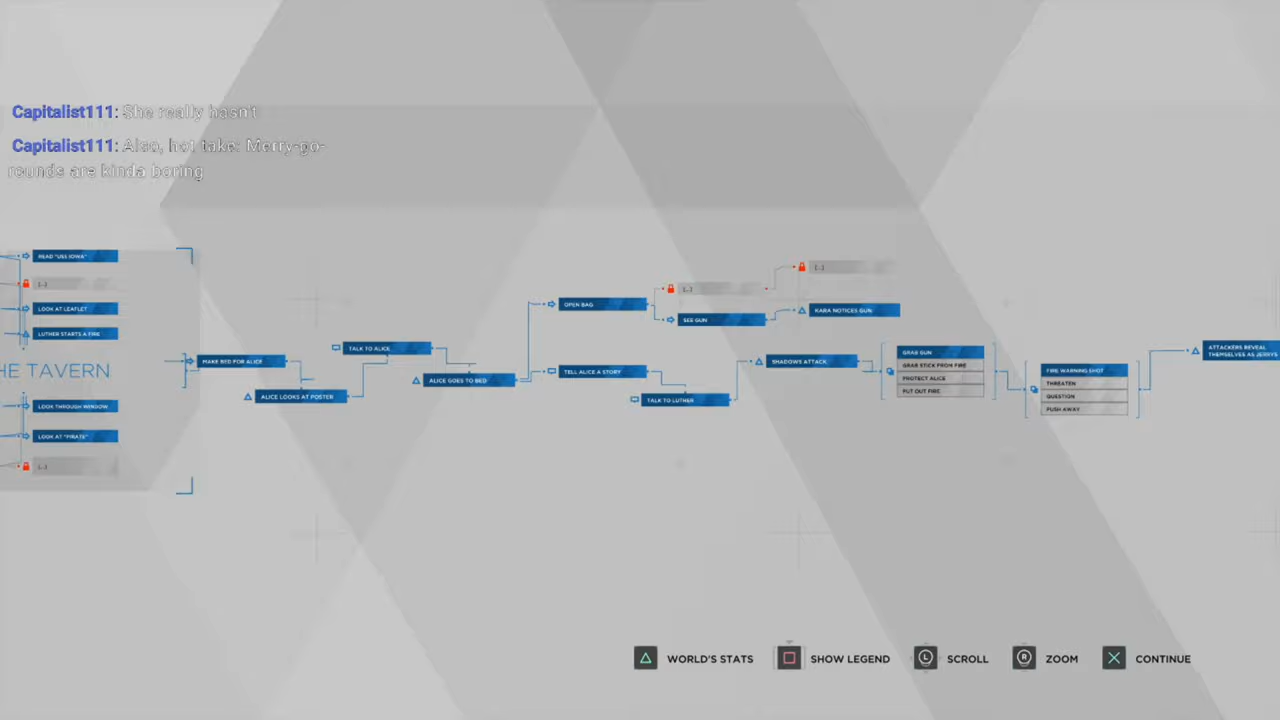 Capitalist111: She really hasn't
Capitalist111: Also, hot take: Merry-go-
rounds are kinda boring
READ "USS IOWA"
[...]
LOOK AT LEAFLET
LUTHER STARTS A FIRE
HE TAVERN
LOOK THROUGH WINDOW
LOOK AT "PIRATE"
[...]
MAKE BED FOR ALICE
ALICE LOOKS AT POSTER
TALK TO ALICE
ALICE GOES TO BED
OPEN BAG
[...]
SEE GUN
[...]
KARA NOTICES GUN
TELL ALICE A STORY
TALK TO LUTHER
SHADOWS ATTACK
GRAB GUN
GRAB STICK FROM FIRE
PROTECT ALICE
PUT OUT FIRE
FIRE WARNING SHOT
THREATEN
QUESTION
PUSH AWAY
ATTACKERS REVEAL
THEMSELVES AS JERRYS
WORLD'S STATS
SHOW LEGEND
L SCROLL
R ZOOM
CONTINUE